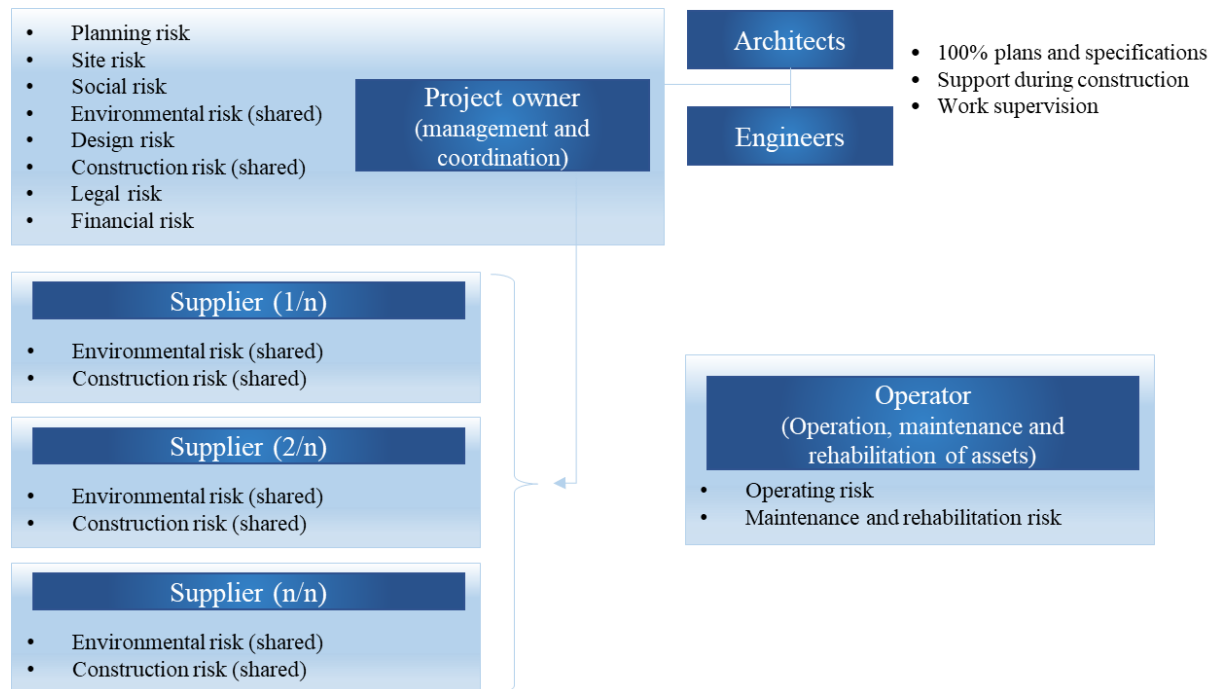 • Planning risk
• Site risk
• Social risk
• Environmental risk (shared)
• Design risk
• Construction risk (shared)
• Legal risk
• Financial risk
Project owner
(management and
coordination)
Architects
Engineers
• 100% plans and specifications
• Support during construction
• Work supervision
Supplier (1/n)
• Environmental risk (shared)
• Construction risk (shared)
Supplier (2/n)
• Environmental risk (shared)
• Construction risk (shared)
Supplier (n/n)
• Environmental risk (shared)
• Construction risk (shared)
Operator
(Operation, maintenance and
rehabilitation of assets)
• Operating risk
• Maintenance and rehabilitation risk